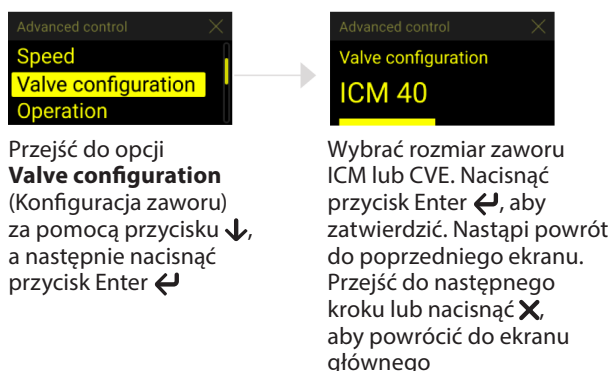 Advanced control
Speed
Valve configuration
Operation
Przejść do opcji
Valve configuration
(Konfiguracja zaworu)
za pomocą przycisku ↓,
a następnie nacisnąć
przycisk Enter ↵
Advanced control
Valve configuration
ICM 40
Wybrać rozmiar zaworu
ICM lub CVE. Nacisnąć
przycisk Enter ↵, aby
zatwierdzić. Nastąpi powrót
do poprzedniego ekranu.
Przejść do następnego
kroku lub nacisnąć ✕,
aby powrócić do ekranu
głównego